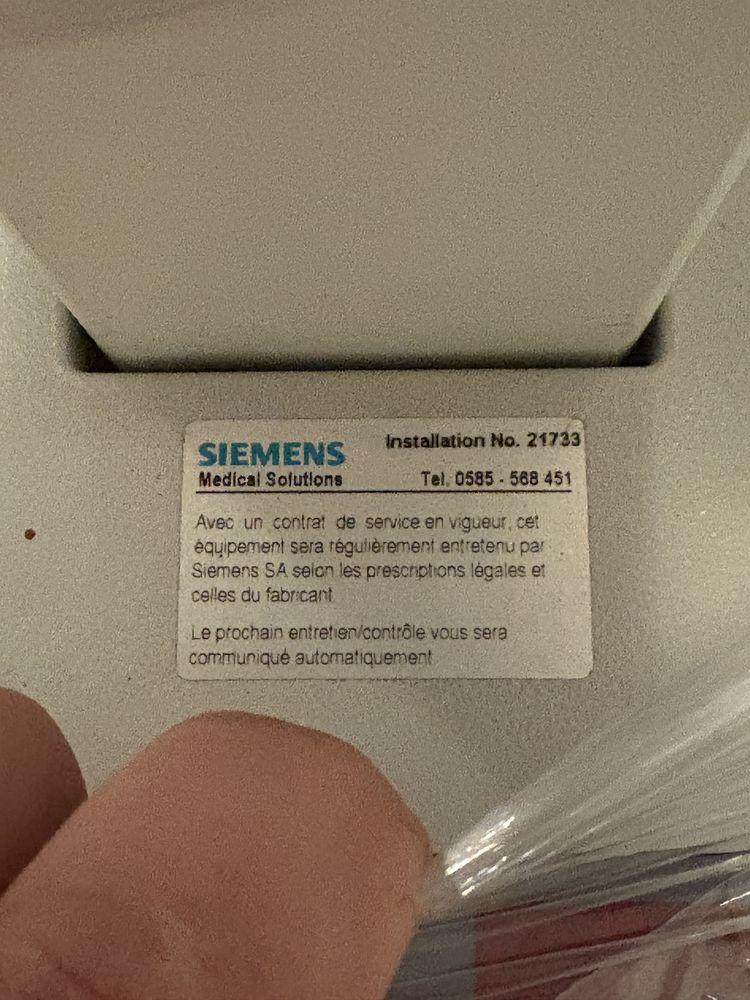 SIEMENS
Installation No. 21733
Medical Solutions
Tel. 0585 - 568 451
Avec un contrat de service en vigueur, cet
équipement sera régulièrement entretenu par
Siemens SA selon les prescriptions légales et
celles du fabricant.
Le prochain entretien/contrôle vous sera
communiqué automatiquement.